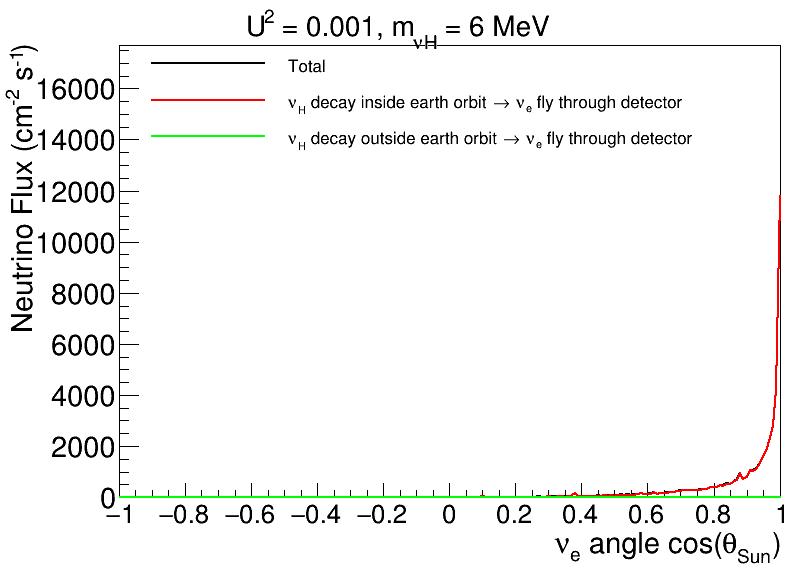 U² = 0.001, m_νH = 6 MeV
Total
ν_H decay inside earth orbit → ν_e fly through detector
ν_H decay outside earth orbit → ν_e fly through detector
Neutrino Flux (cm⁻² s⁻¹)
16000
14000
12000
10000
8000
6000
4000
2000
0
−1 −0.8 −0.6 −0.4 −0.2 0 0.2 0.4 0.6 0.8 1
ν_e angle cos(θ_Sun)